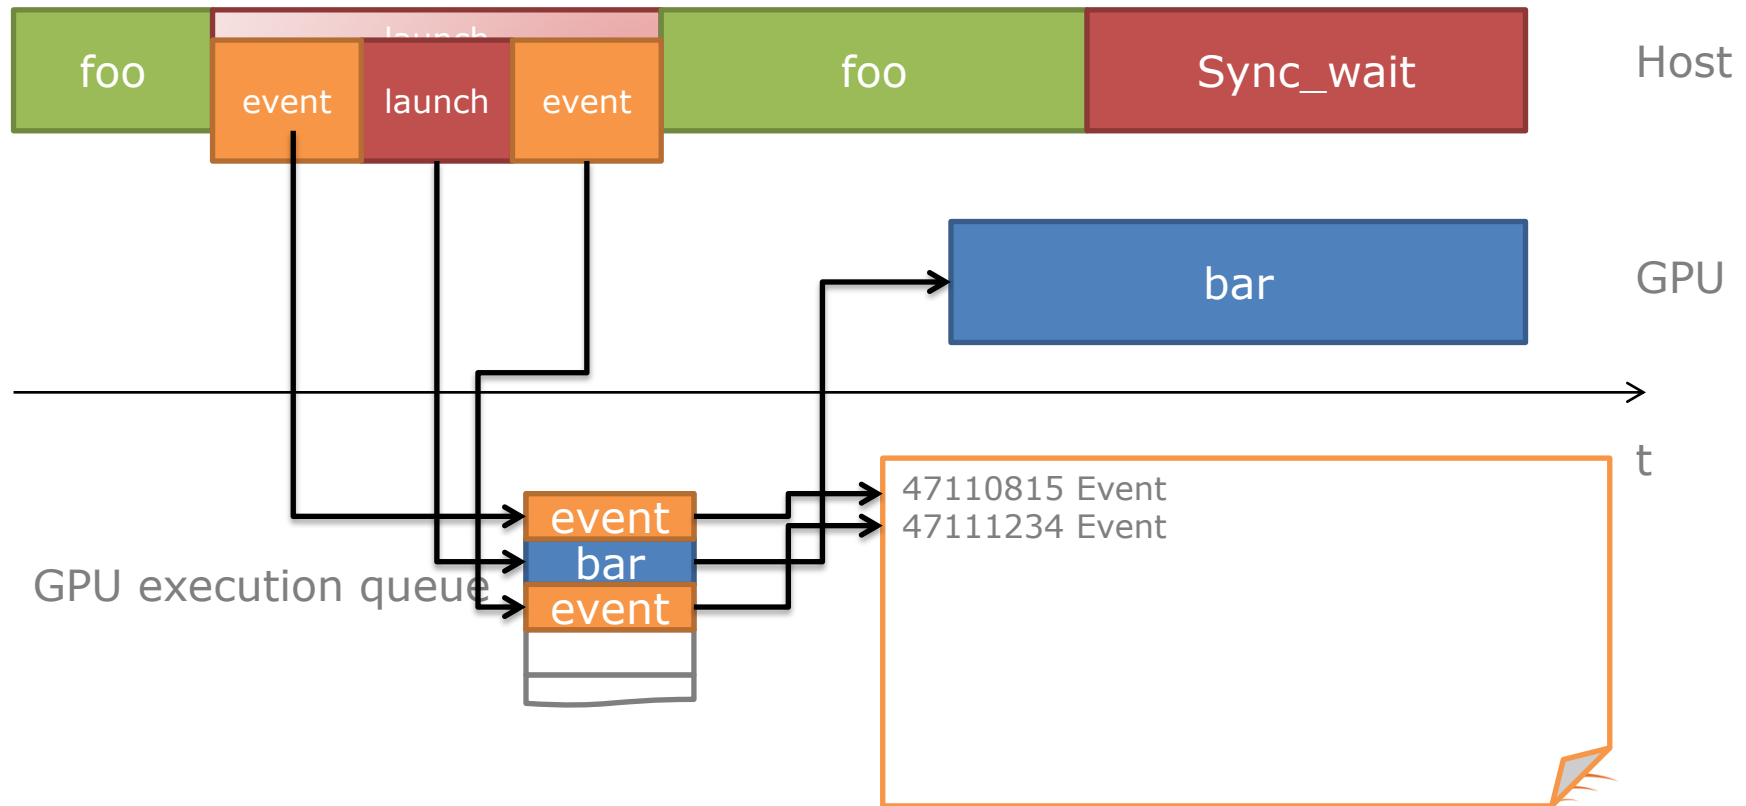 launch
foo
event
launch
event
foo
Sync_wait
Host
bar
GPU
t
47110815 Event
47111234 Event
event
bar
event
GPU execution queue